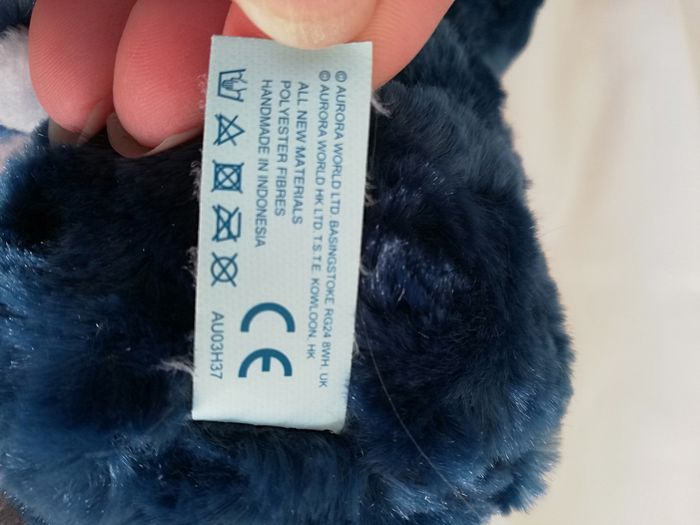 © AURORA WORLD LTD. BASINGSTOKE RG24 8WH, UK
© AURORA WORLD HK LTD. T.S.T.E. KOWLOON, HK
ALL NEW MATERIALS
POLYESTER FIBRES
HANDMADE IN INDONESIA
CE
AU03H37